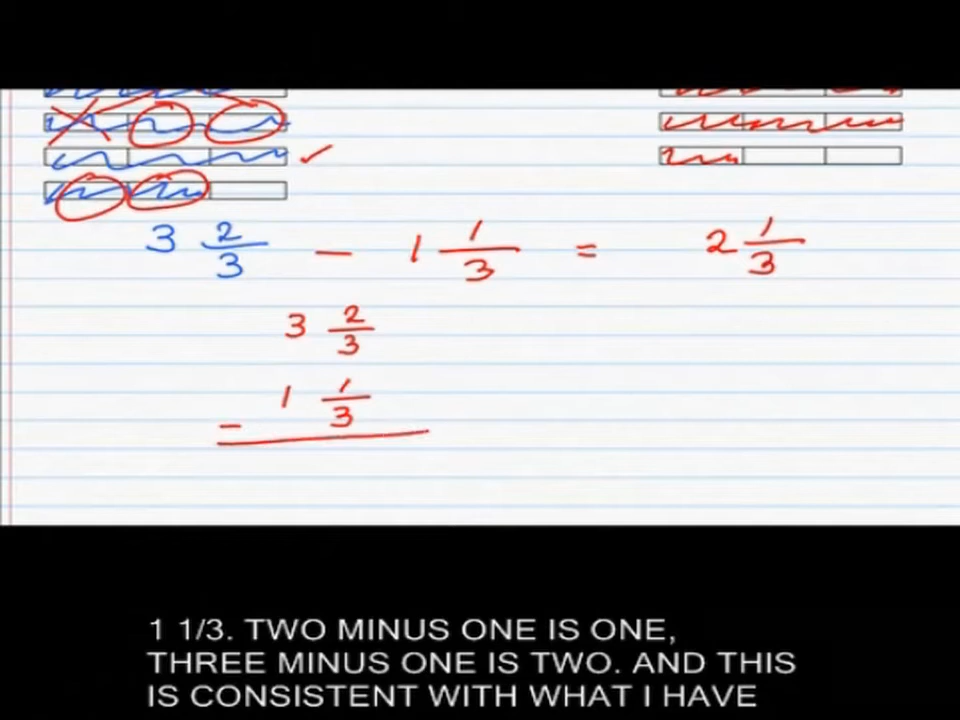 3 2/3 - 1 1/3 = 2 1/3
3 2/3
1 1/3
-
1 1/3. TWO MINUS ONE IS ONE,
THREE MINUS ONE IS TWO. AND THIS
IS CONSISTENT WITH WHAT I HAVE